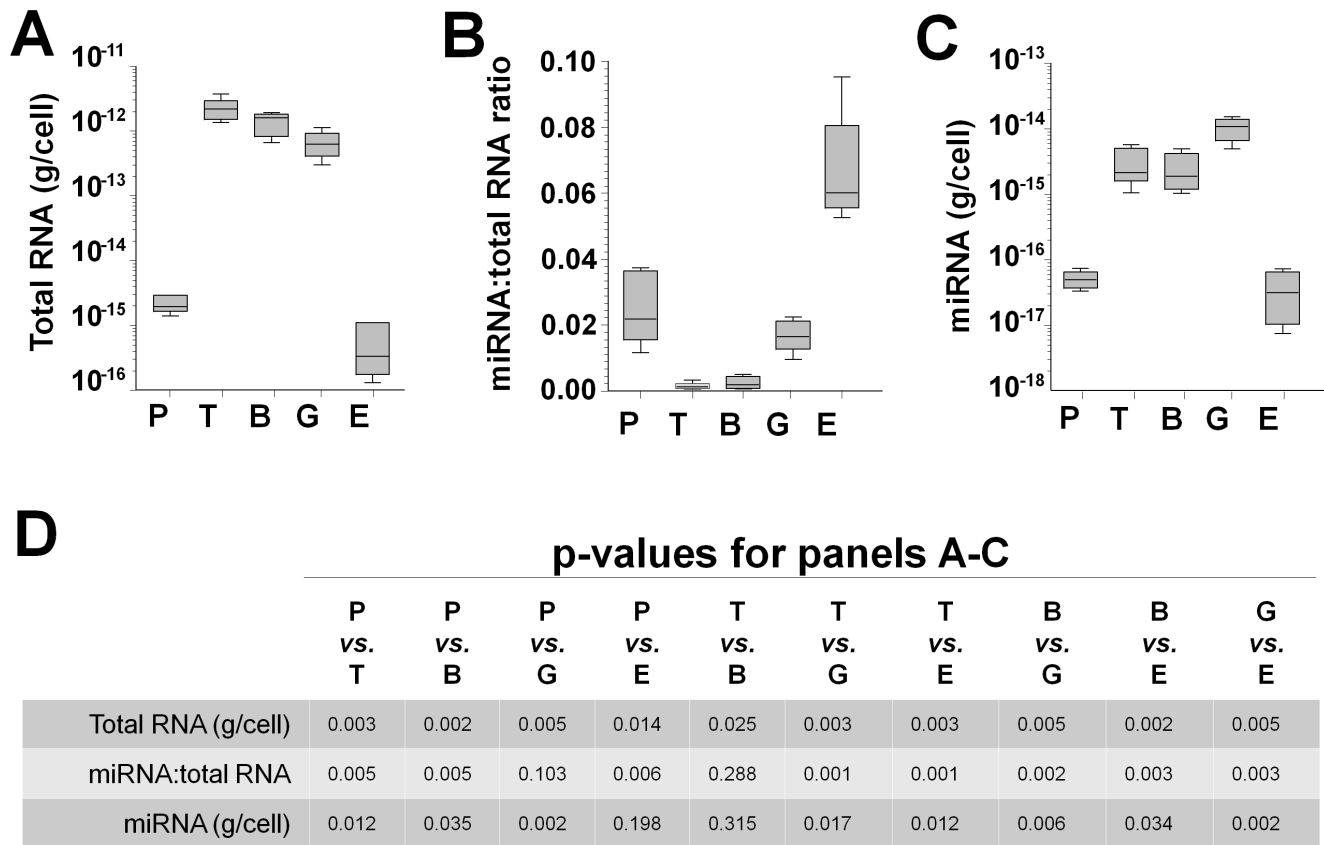 A
Total RNA (g/cell)
10-11
10-12
10-13
10-14
10-15
10-16
P T B G E
B
miRNA:total RNA ratio
0.10
0.08
0.06
0.04
0.02
0.00
P T B G E
C
miRNA (g/cell)
10-13
10-14
10-15
10-16
10-17
10-18
P T B G E
D
p-values for panels A-C
P P P P T T T B B G
vs. vs. vs. vs. vs. vs. vs. vs. vs. vs.
T B G E B G E G E E
Total RNA (g/cell) 0.003 0.002 0.005 0.014 0.025 0.003 0.003 0.005 0.002 0.005
miRNA:total RNA 0.005 0.005 0.103 0.006 0.288 0.001 0.001 0.002 0.003 0.003
miRNA (g/cell) 0.012 0.035 0.002 0.198 0.315 0.017 0.012 0.006 0.034 0.002